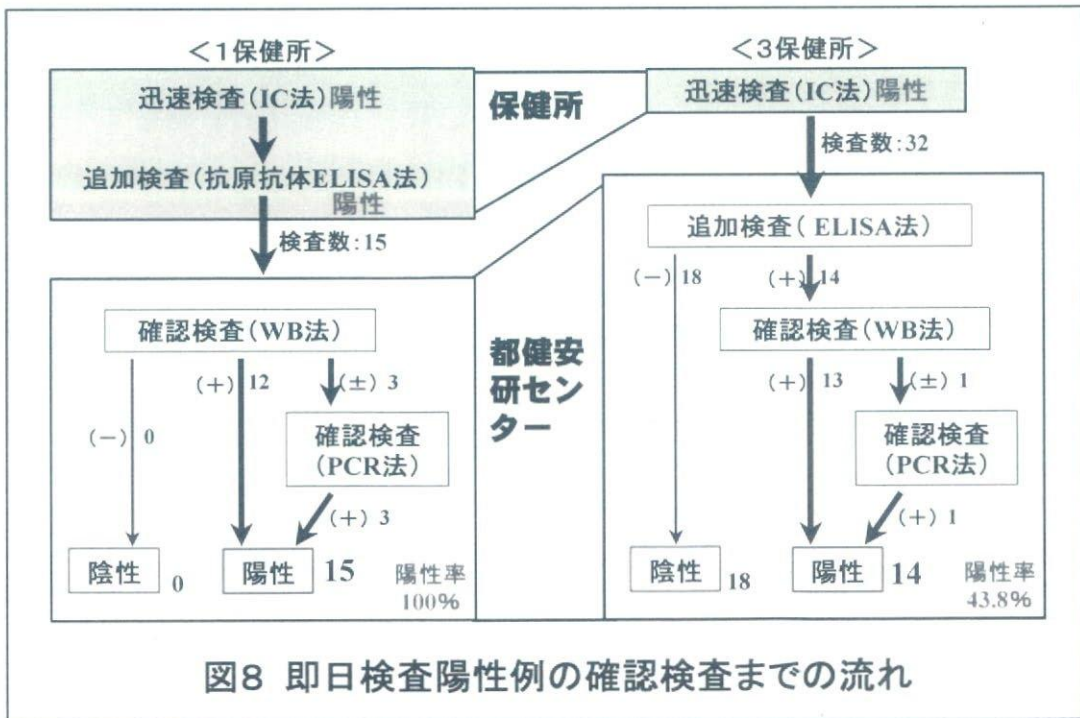 <1保健所>
迅速検査(IC法)陽性
追加検査(抗原抗体ELISA法)
陽性
検査数:15
確認検査(WB法)
(+) 12
(±) 3
(−) 0
確認検査
(PCR法)
(+) 3
陰性 0
陽性 15
陽性率
100%
保健所
都健安
研セン
ター
<3保健所>
迅速検査(IC法)陽性
検査数:32
追加検査( ELISA法)
(−) 18
(+) 14
確認検査(WB法)
(+) 13
(±) 1
確認検査
(PCR法)
(+) 1
陰性 18
陽性 14
陽性率
43.8%
図8 即日検査陽性例の確認検査までの流れ